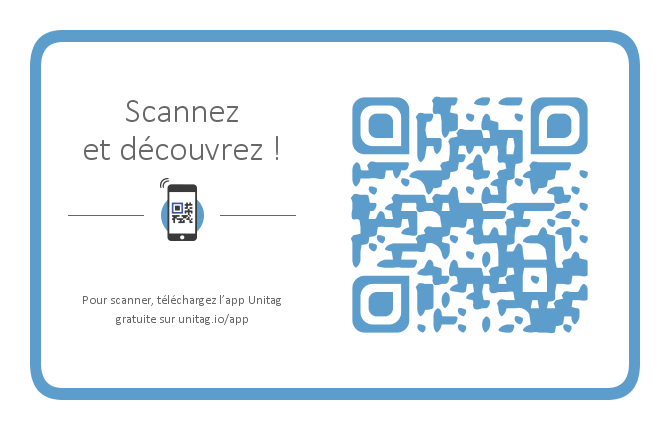 Scannez
et découvrez !
Pour scanner, téléchargez l'app Unitag
gratuite sur unitag.io/app